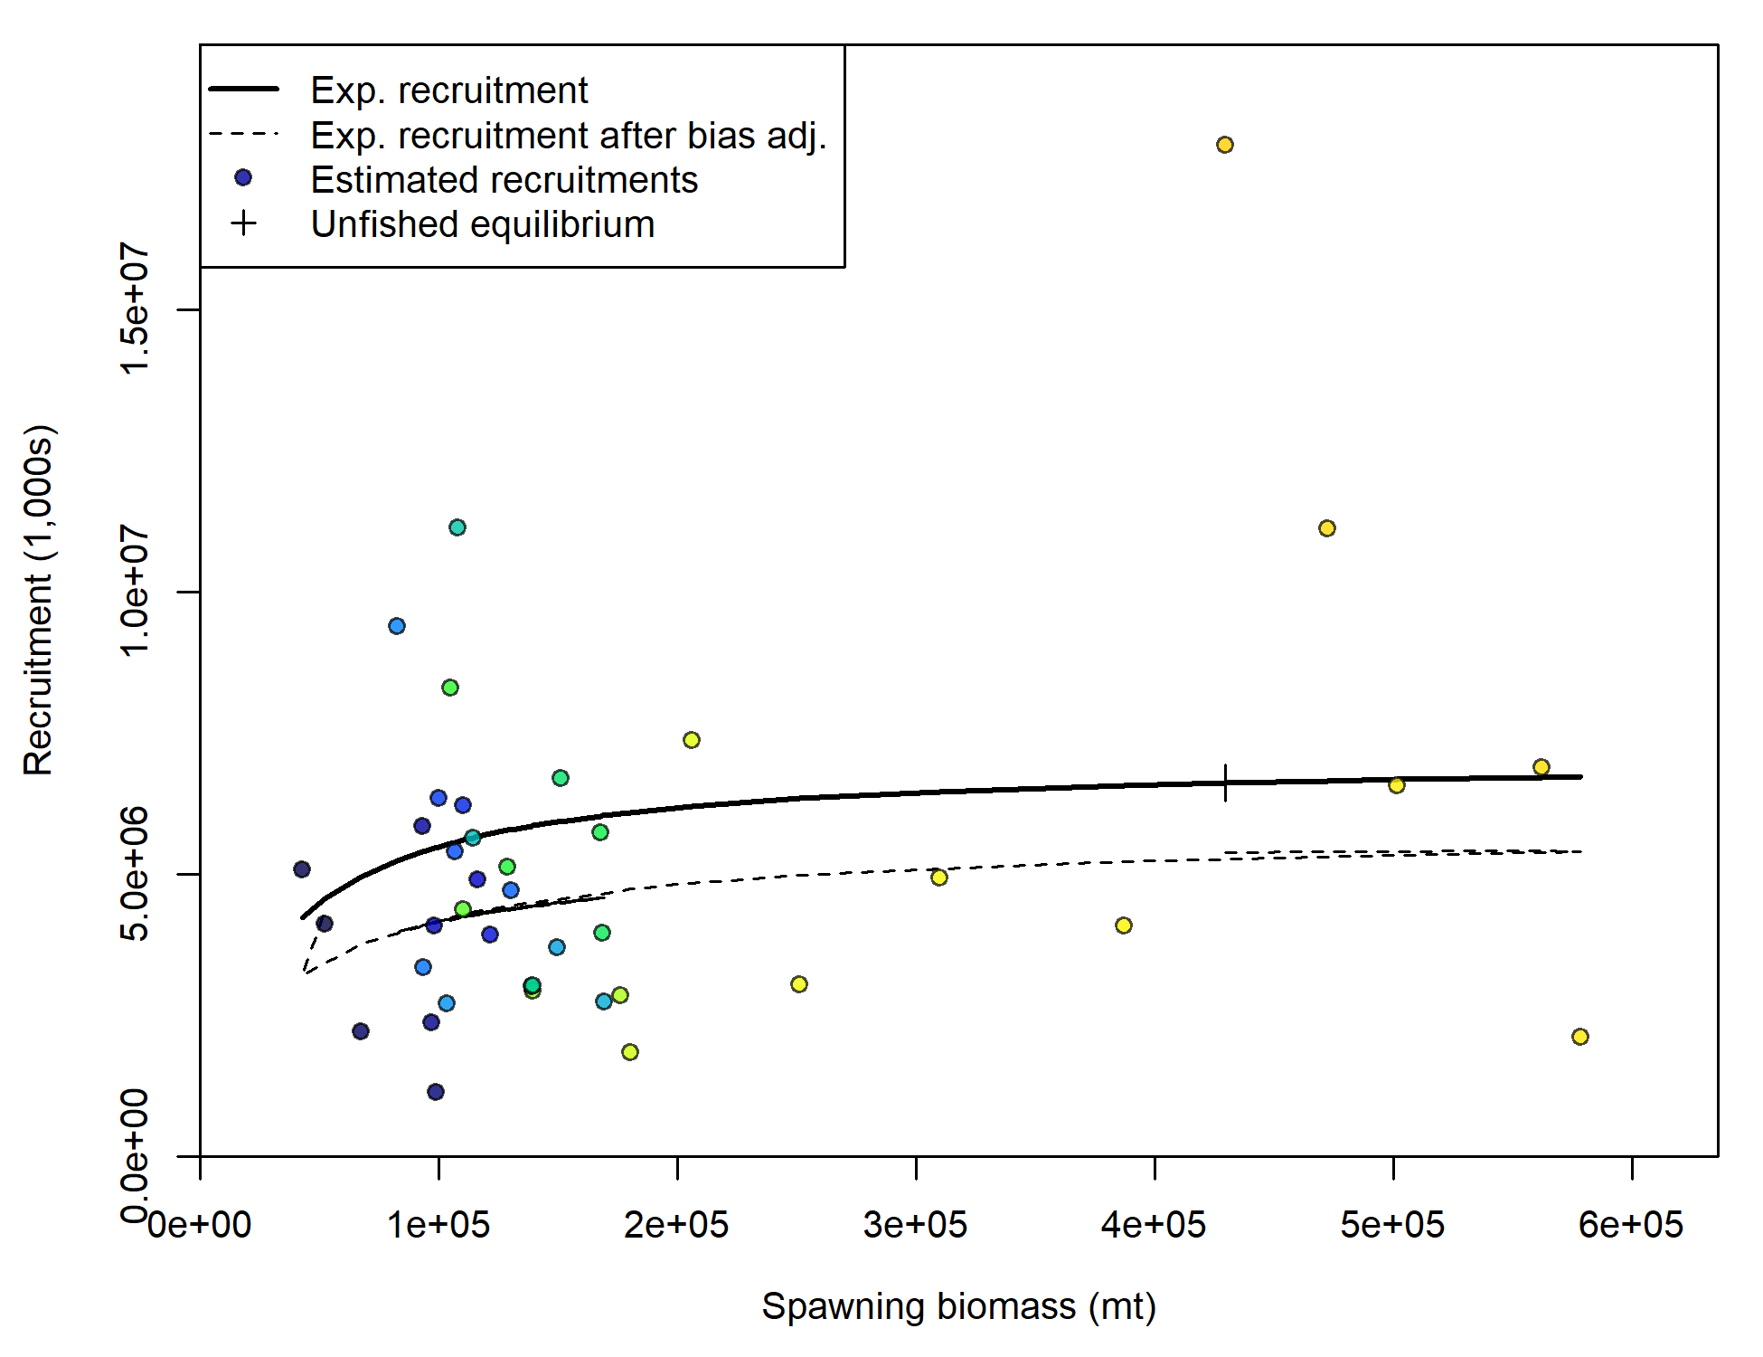 Exp. recruitment
Exp. recruitment after bias adj.
Estimated recruitments
Unfished equilibrium
Recruitment (1,000s)
1.5e+07
1.0e+07
5.0e+06
0.0e+00
0e+00 1e+05 2e+05 3e+05 4e+05 5e+05 6e+05
Spawning biomass (mt)